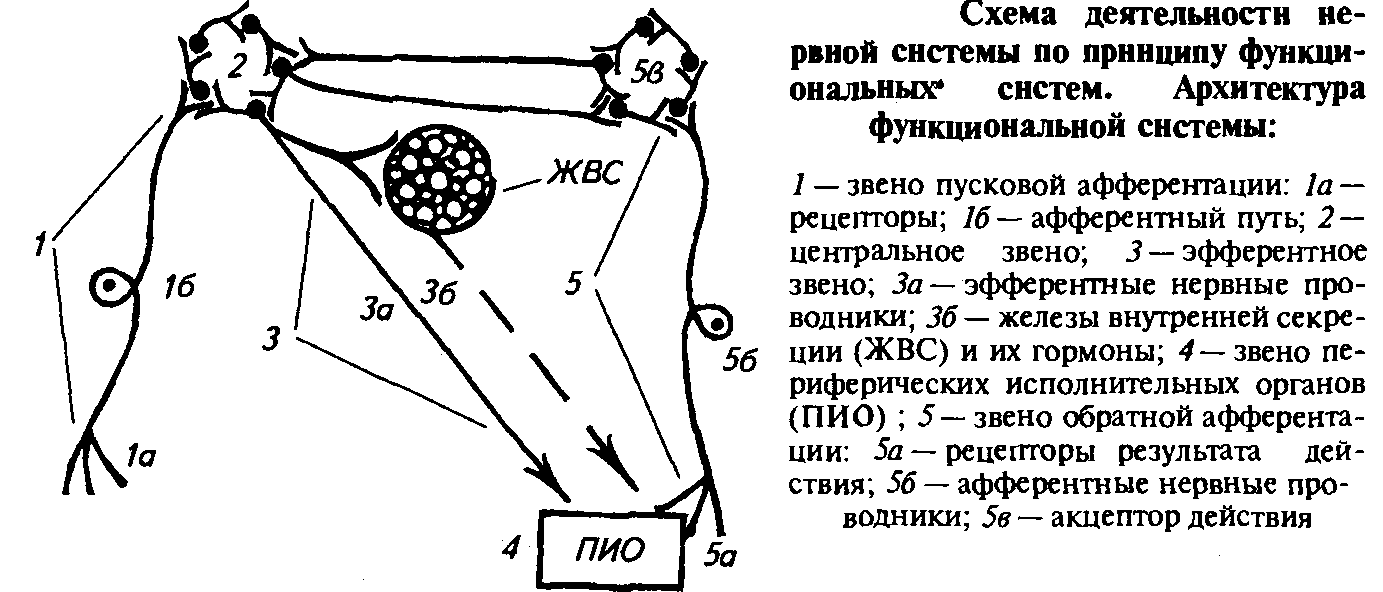 Схема деятельности не-
рвной системы по принципу функци-
ональных систем. Архитектура
функциональной системы:
1 — звено пусковой афферентации: 1а —
рецепторы; 1б — афферентный путь; 2 —
центральное звено; 3 — эфферентное
звено; 3а — эфферентные нервные про-
водники; 3б — железы внутренней секре-
ции (ЖВС) и их гормоны; 4 — звено пе-
риферических исполнительных органов
(ПИО) ; 5 — звено обратной афферента-
ции: 5а — рецепторы результата дей-
ствия; 5б — афферентные нервные про-
водники; 5в — акцептор действия
2
5в
ЖВС
1
1б
3а
3б
5
3
5б
1а
4
ПИО
5а